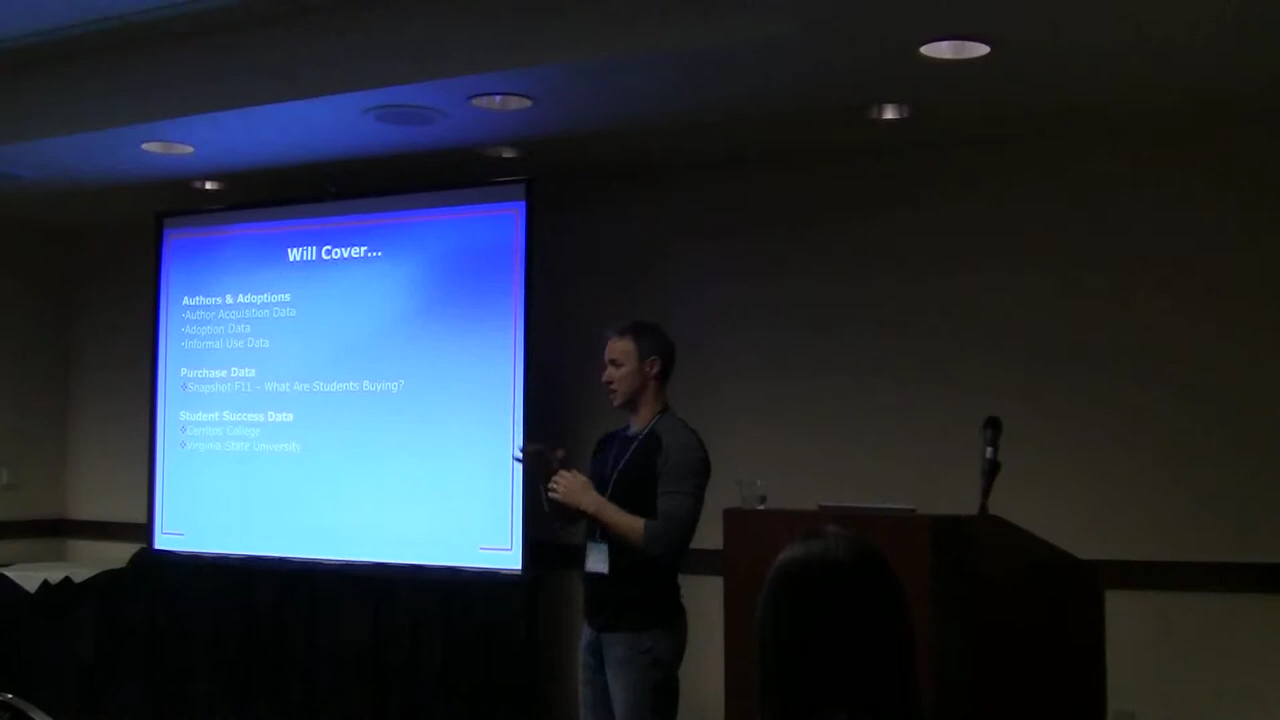 Will Cover...
Authors & Adoptions
•Author Acquisition Data
•Adoption Data
•Informal Use Data
Purchase Data
❖Snapshot F11 – What Are Students Buying?
Student Success Data
❖Cerritos College
❖Virginia State University